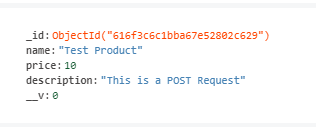 _id: ObjectId("616f3c6c1bba67e52802c629")
name: "Test Product"
price: 10
description: "This is a POST Request"
__v: 0